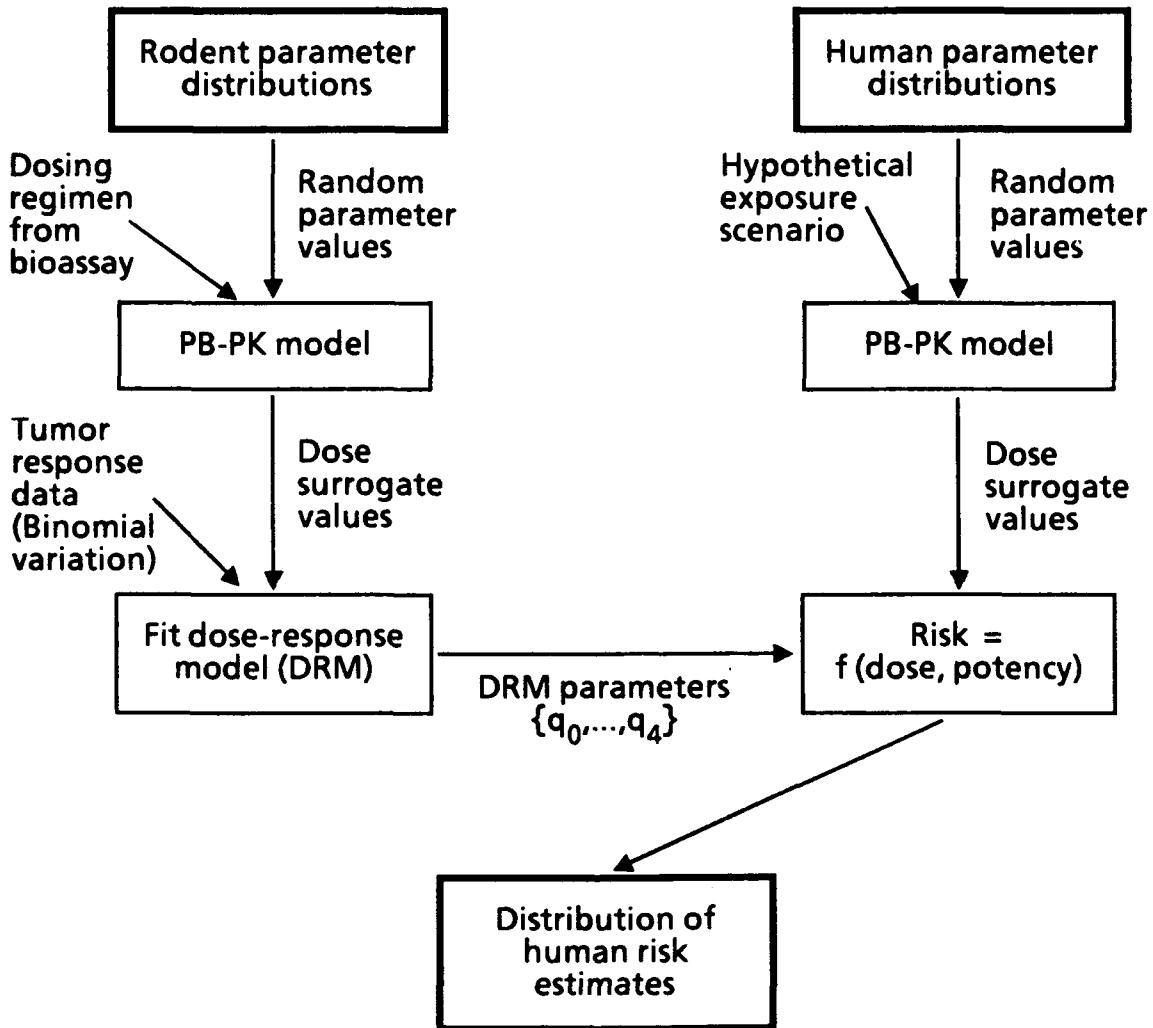 Rodent parameter
distributions
Human parameter
distributions
Dosing
regimen
from
bioassay
Random
parameter
values
Hypothetical
exposure
scenario
Random
parameter
values
PB-PK model
PB-PK model
Tumor
response
data
(Binomial
variation)
Dose
surrogate
values
Dose
surrogate
values
Fit dose-response
model (DRM)
DRM parameters
{q0,...,q4}
Risk =
f (dose, potency)
Distribution of
human risk
estimates